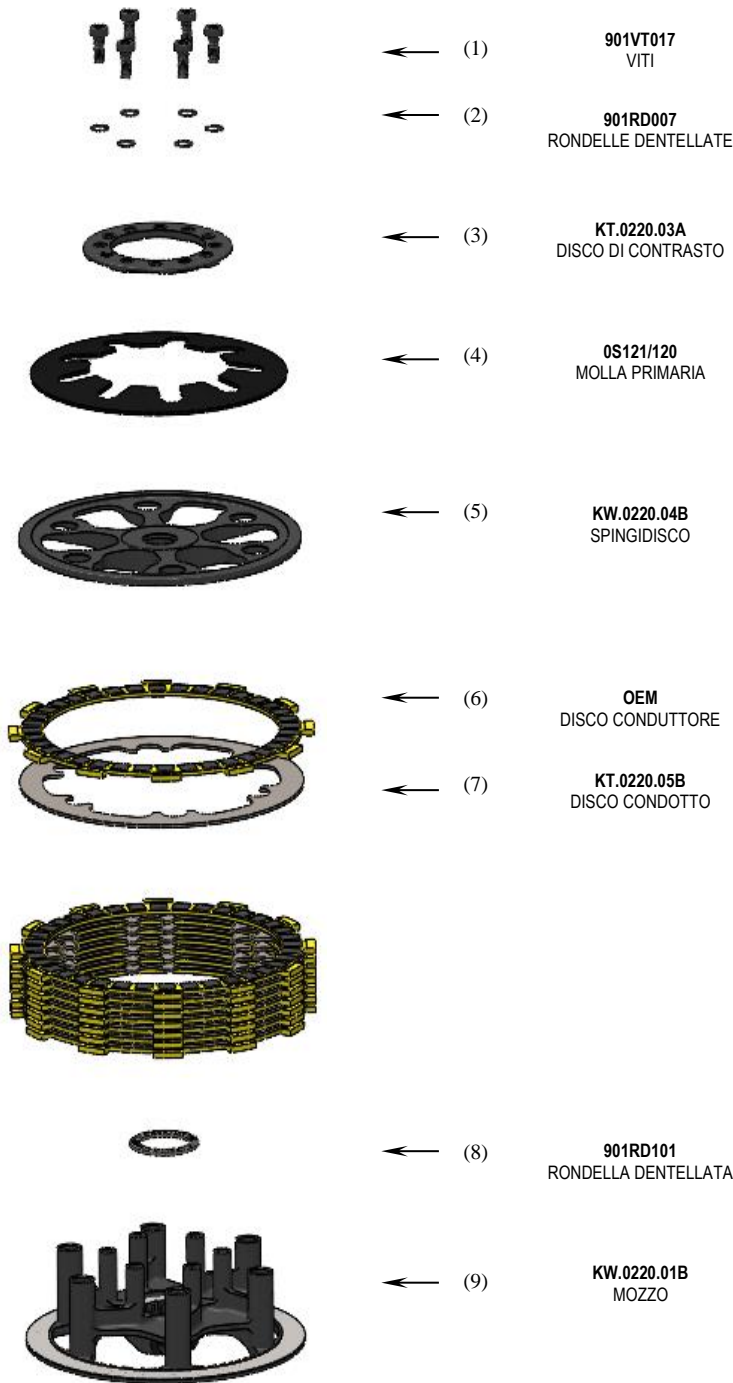 (1)
901VT017
VITI
(2)
901RD007
RONDELLE DENTELLATE
(3)
KT.0220.03A
DISCO DI CONTRASTO
(4)
0S121/120
MOLLA PRIMARIA
(5)
KW.0220.04B
SPINGIDISCO
(6)
OEM
DISCO CONDUTTORE
(7)
KT.0220.05B
DISCO CONDOTTO
(8)
901RD101
RONDELLA DENTELLATA
(9)
KW.0220.01B
MOZZO